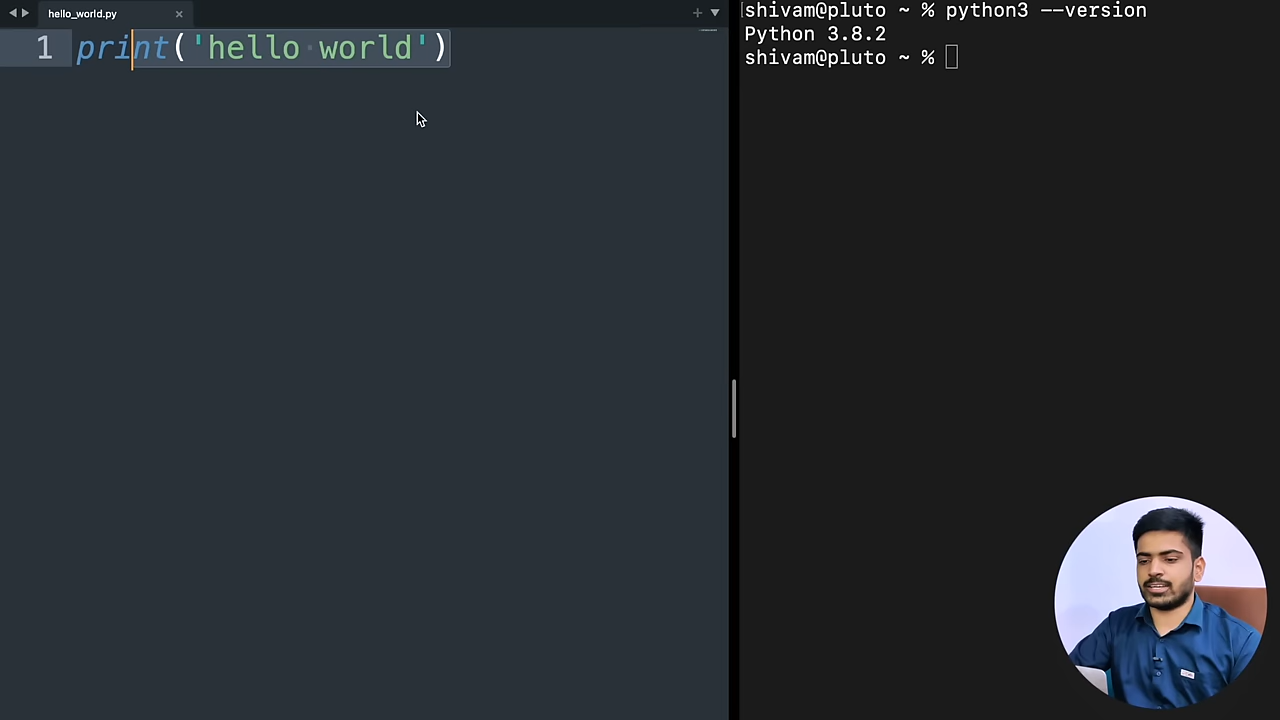 hello_world.py
1 print('hello world')
shivam@pluto ~ % python3 --version
Python 3.8.2
shivam@pluto ~ %